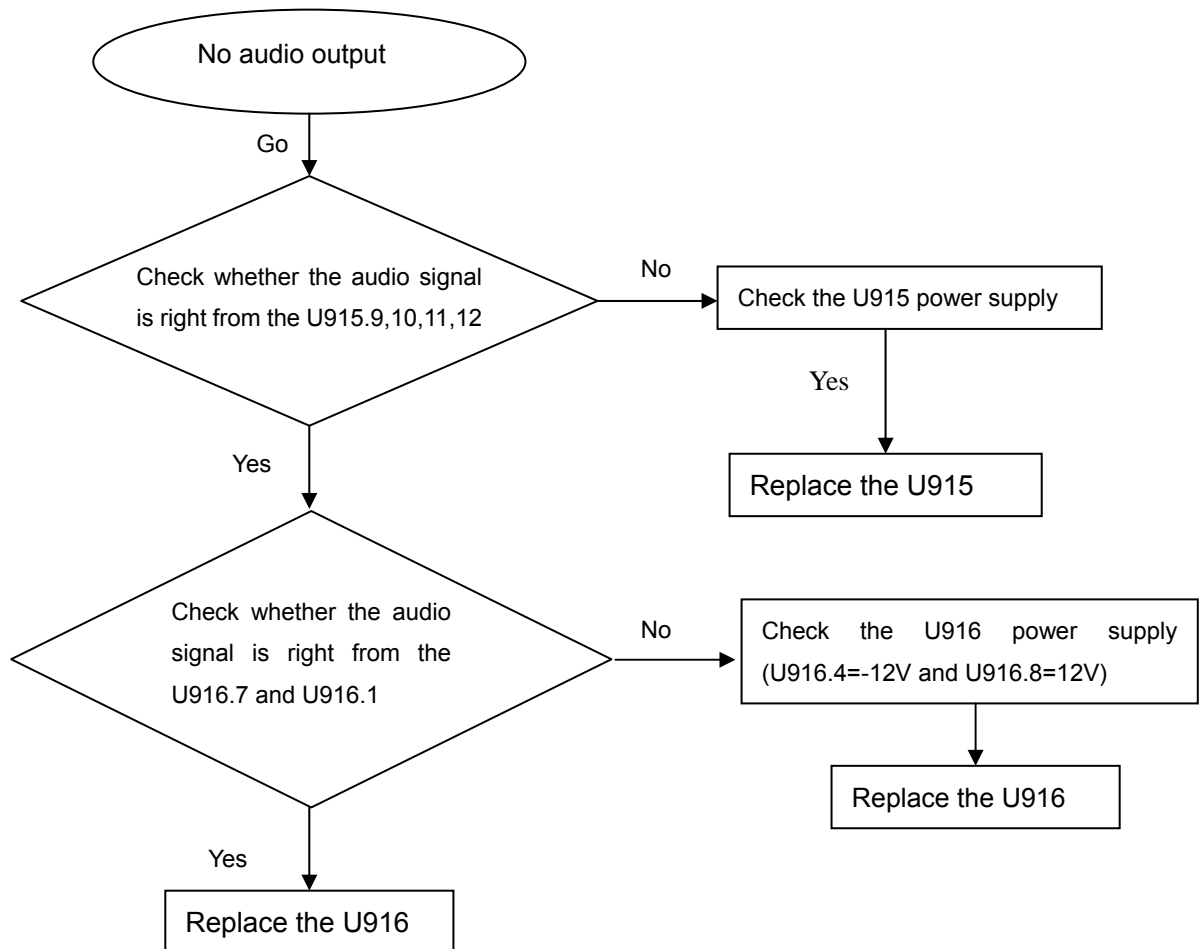 No audio output
Go
Check whether the audio signal
is right from the U915.9,10,11,12
No
Check the U915 power supply
Yes
Replace the U915
Yes
Check whether the audio
signal is right from the
U916.7 and U916.1
No
Check the U916 power supply
(U916.4=-12V and U916.8=12V)
Replace the U916
Yes
Replace the U916